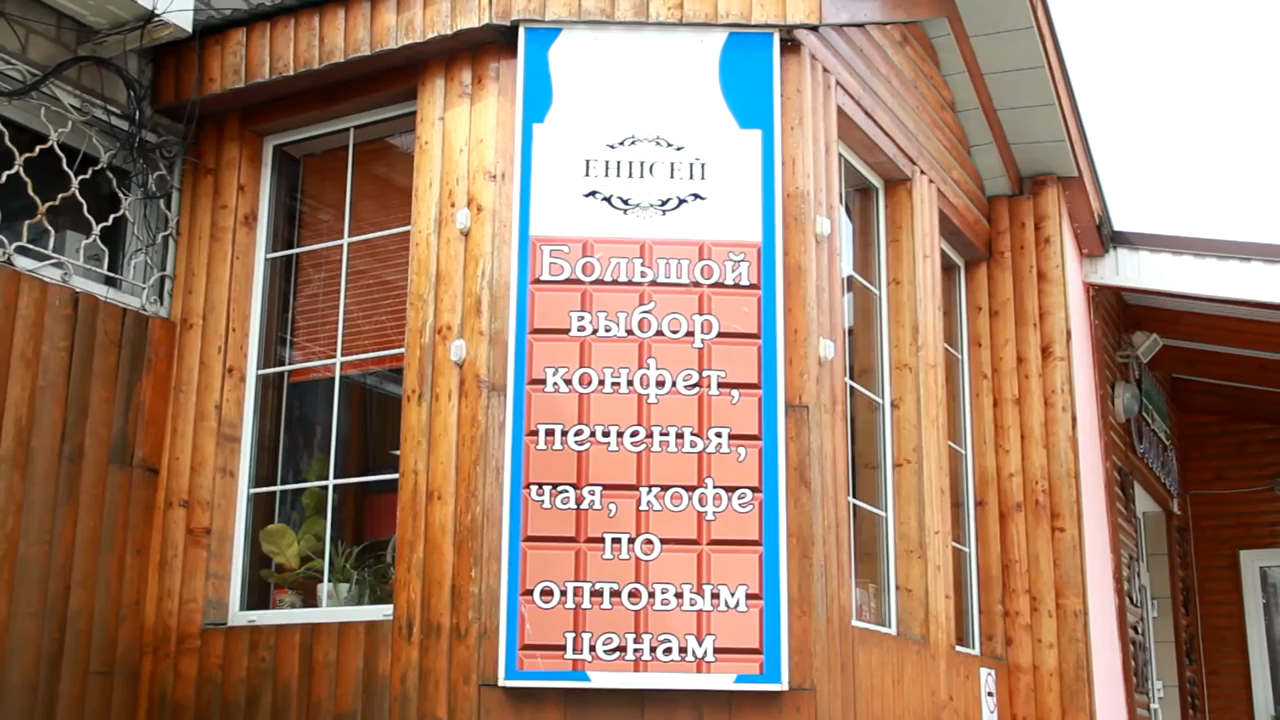 ЕНИСЕЙ
Большой
выбор
конфет,
печенья,
чая, кофе
по
оптовым
ценам